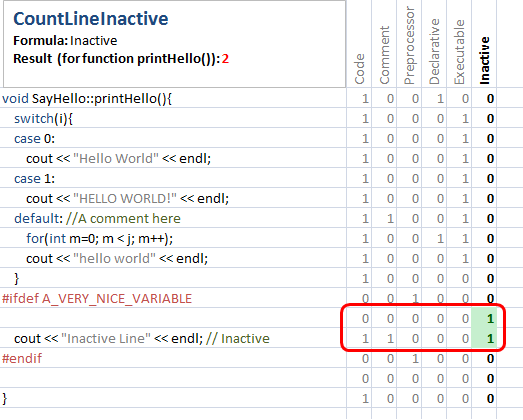 CountLineInactive
Formula: Inactive
Result (for function printHello()): 2
Code Comment Preprocessor Declarative Executable Inactive
void SayHello::printHello(){ 1 0 0 1 0 0
switch(i){ 1 0 0 0 1 0
case 0: 1 0 0 0 1 0
cout << "Hello World" << endl; 1 0 0 0 1 0
case 1: 1 0 0 0 1 0
cout << "HELLO WORLD!" << endl; 1 0 0 0 1 0
default: //A comment here 1 1 0 0 1 0
for(int m=0; m < j; m++); 1 0 0 1 1 0
cout << "hello world" << endl; 1 0 0 0 1 0
} 1 0 0 0 0 0
#ifdef A_VERY_NICE_VARIABLE 0 0 1 0 0 0
0 0 0 0 0 1
cout << "Inactive Line" << endl; // Inactive 1 1 0 0 0 1
#endif 0 0 1 0 0 0
0 0 0 0 0 0
} 1 0 0 0 0 0